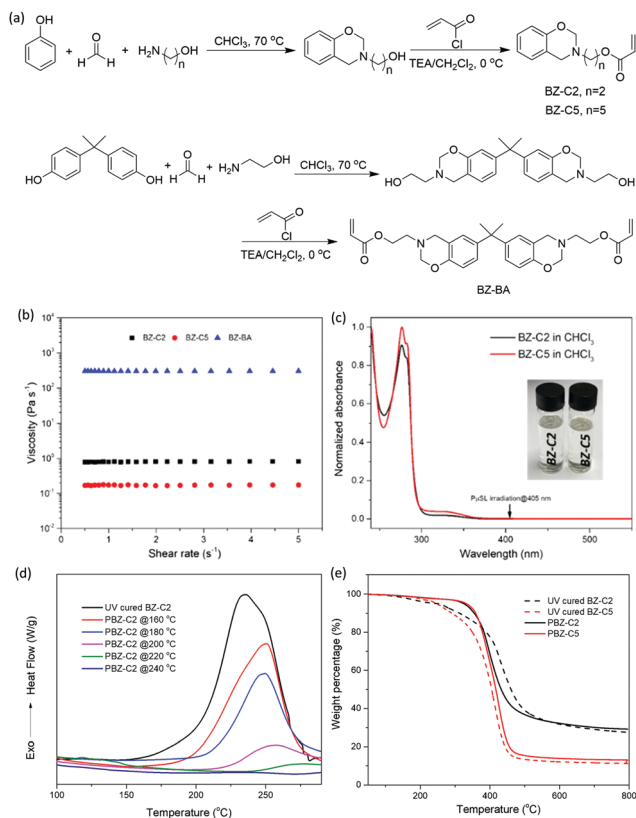 (a)
OH
O
H H
H₂N OH
n
+
+
CHCl₃, 70 °C
O
N
OH
n
O
Cl
TEA/CH₂Cl₂, 0 °C
O
N
O
n
O
BZ-C2, n=2
BZ-C5, n=5
HO
OH
+
O
H H
+
H₂N
OH
CHCl₃, 70 °C
HO
N
O
O
N
OH
O
Cl
TEA/CH₂Cl₂, 0 °C
O
O
N
O
O
N
O
O
BZ-BA
(b)
BZ-C2 BZ-C5 BZ-BA
Viscosity (Pa s⁻¹)
10⁵
10⁴
10³
10²
10¹
10⁰
10⁻¹
10⁻²
0 1 2 3 4 5
Shear rate (s⁻¹)
(c)
BZ-C2 in CHCl₃
BZ-C5 in CHCl₃
Normalized absorbance
1.0
0.8
0.6
0.4
0.2
0.0
BZ-C2
BZ-C5
PμSL irradiation@405 nm
300 400 500
Wavelength (nm)
(d)
UV cured BZ-C2
PBZ-C2 @160 °C
PBZ-C2 @180 °C
PBZ-C2 @200 °C
PBZ-C2 @220 °C
PBZ-C2 @240 °C
Exo
Heat Flow (W/g)
100 150 200 250
Temperature (°C)
(e)
UV cured BZ-C2
UV cured BZ-C5
PBZ-C2
PBZ-C5
Weight percentage (%)
100
80
60
40
20
0
200 400 600 800
Temperature (°C)